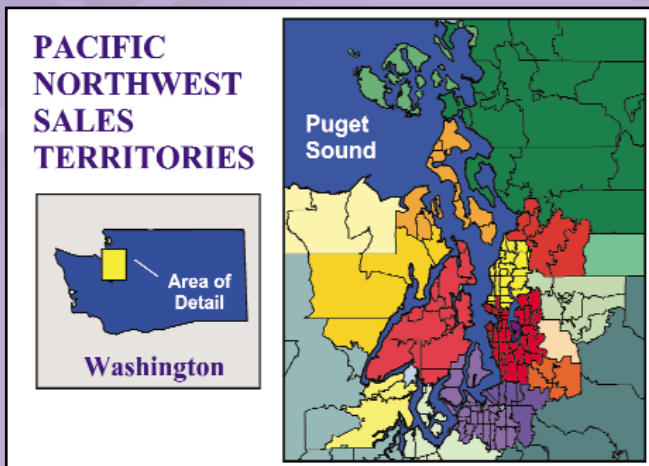 PACIFIC
NORTHWEST
SALES
TERRITORIES
Puget
Sound
Area of
Detail
Washington